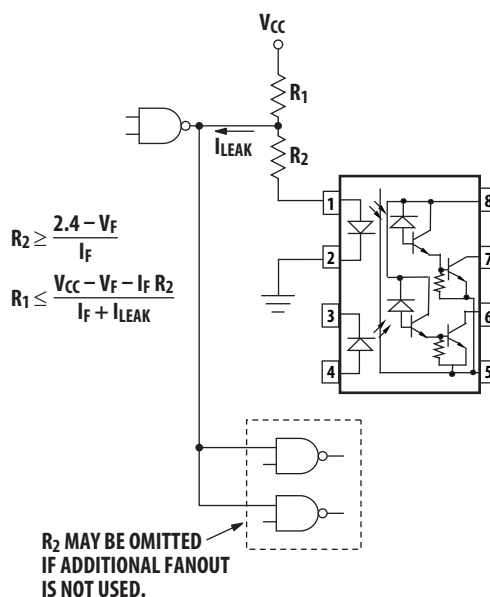 VCC
R1
ILEAK
R2
1
2
3
4
8
7
6
5
R2 ≥ 2.4 – VF / IF
R1 ≤ VCC – VF – IF R2 / IF + ILEAK
R2 MAY BE OMITTED
IF ADDITIONAL FANOUT
IS NOT USED.